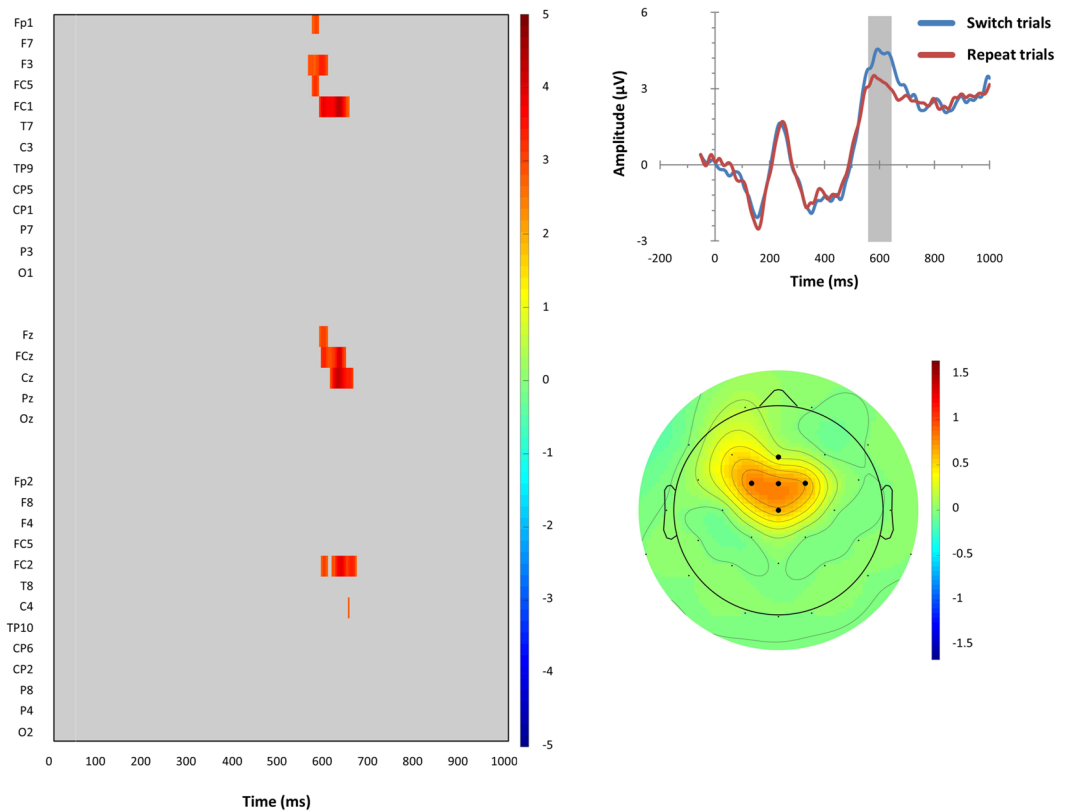 Fp1
F7
F3
FC5
FC1
T7
C3
TP9
CP5
CP1
P7
P3
O1
Fz
FCz
Cz
Pz
Oz
Fp2
F8
F4
FC5
FC2
T8
C4
TP10
CP6
CP2
P8
P4
O2
0 100 200 300 400 500 600 700 800 900 1000
Time (ms)
5
4
3
2
1
0
-1
-2
-3
-4
-5
Switch trials
Repeat trials
Amplitude (µV)
6
3
0
-3
-200 0 200 400 600 800 1000
Time (ms)
1.5
1
0.5
0
-0.5
-1
-1.5